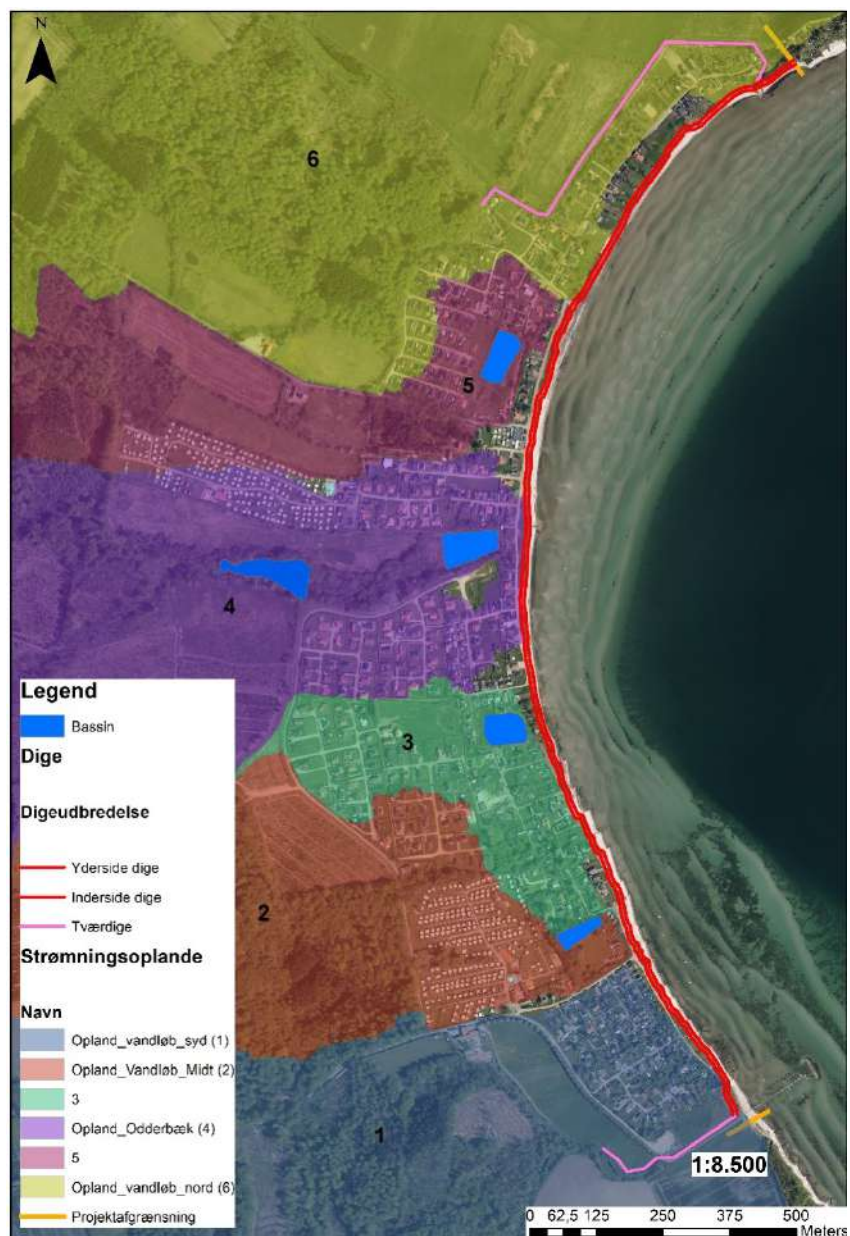 N
6
5
4
3
2
1
Legend
Bassin
Dige
Digeudbredelse
Yderside dige
Inderside dige
Tværdige
Strømningsoplande
Navn
Opland_vandløb_syd (1)
Opland_Vandløb_Midt (2)
3
Opland_Odderbæk (4)
5
Opland_vandløb_nord (6)
Projektafgrænsning
1:8.500
0 62,5 125 250 375 500
Meters